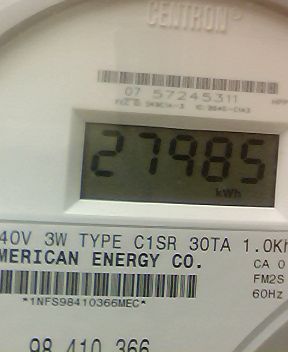 CENTRON®
07 57245311
27985
kWh
40V 3W TYPE C1SR 30TA 1.0Kh
MERICAN ENERGY CO.
CA 0
FM2S
60Hz
*1NFS98410366MEC*
98 410 366